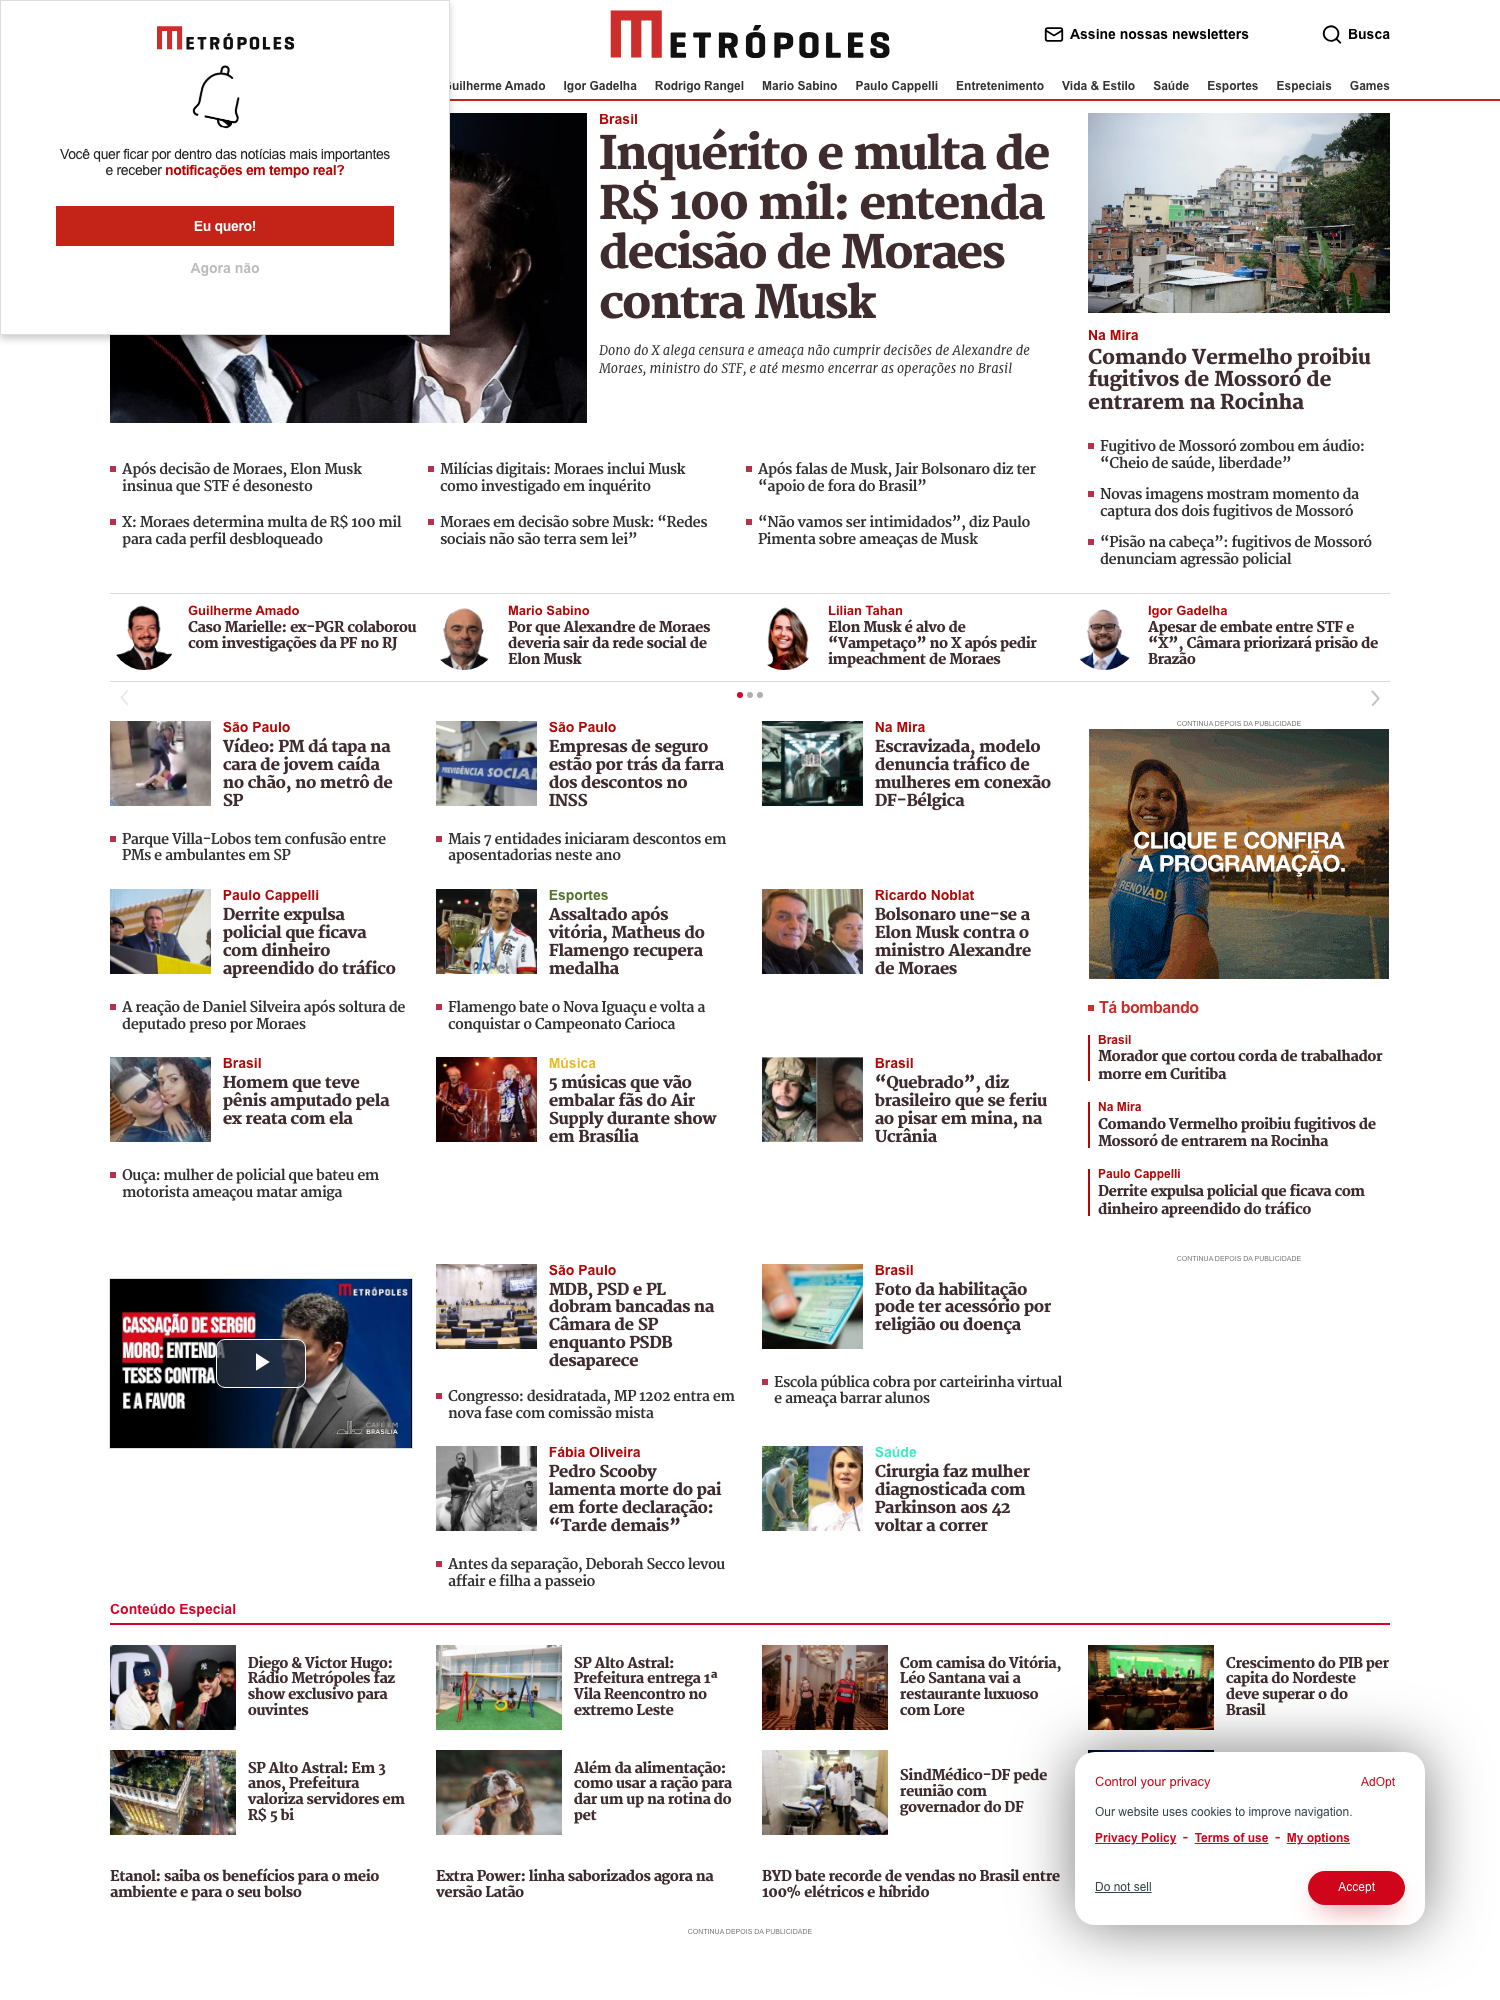 METRÓPOLES
Você quer ficar por dentro das notícias mais importantes
e receber notificações em tempo real?
Eu quero!
Agora não
METRÓPOLES
Assine nossas newsletters
Busca
Guilherme Amado Igor Gadelha Rodrigo Rangel Mario Sabino Paulo Cappelli Entretenimento Vida & Estilo Saúde Esportes Especiais Games
Brasil
Inquérito e multa de
R$ 100 mil: entenda
decisão de Moraes
contra Musk
Dono do X alega censura e ameaça não cumprir decisões de Alexandre de
Moraes, ministro do STF, e até mesmo encerrar as operações no Brasil
Na Mira
Comando Vermelho proibiu
fugitivos de Mossoró de
entrarem na Rocinha
Fugitivo de Mossoró zombou em áudio:
“Cheio de saúde, liberdade”
Novas imagens mostram momento da
captura dos dois fugitivos de Mossoró
“Pisão na cabeça”: fugitivos de Mossoró
denunciam agressão policial
Após decisão de Moraes, Elon Musk
insinua que STF é desonesto
Milícias digitais: Moraes inclui Musk
como investigado em inquérito
Após falas de Musk, Jair Bolsonaro diz ter
“apoio de fora do Brasil”
X: Moraes determina multa de R$ 100 mil
para cada perfil desbloqueado
Moraes em decisão sobre Musk: “Redes
sociais não são terra sem lei”
“Não vamos ser intimidados”, diz Paulo
Pimenta sobre ameaças de Musk
Guilherme Amado
Caso Marielle: ex-PGR colaborou
com investigações da PF no RJ
Mario Sabino
Por que Alexandre de Moraes
deveria sair da rede social de
Elon Musk
Lilian Tahan
Elon Musk é alvo de
“Vampetaço” no X após pedir
impeachment de Moraes
Igor Gadelha
Apesar de embate entre STF e
“X”, Câmara priorizará prisão de
Brazão
São Paulo
Vídeo: PM dá tapa na
cara de jovem caída
no chão, no metrô de
SP
Parque Villa-Lobos tem confusão entre
PMs e ambulantes em SP
PREVIDÊNCIA SOCIAL
São Paulo
Empresas de seguro
estão por trás da farra
dos descontos no
INSS
Mais 7 entidades iniciaram descontos em
aposentadorias neste ano
Na Mira
Escravizada, modelo
denuncia tráfico de
mulheres em conexão
DF-Bélgica
CONTINUA DEPOIS DA PUBLICIDADE
CLIQUE E CONFIRA
A PROGRAMAÇÃO.
RENOVADF
Paulo Cappelli
Derrite expulsa
policial que ficava
com dinheiro
apreendido do tráfico
A reação de Daniel Silveira após soltura de
deputado preso por Moraes
Esportes
Assaltado após
vitória, Matheus do
Flamengo recupera
medalha
Flamengo bate o Nova Iguaçu e volta a
conquistar o Campeonato Carioca
Ricardo Noblat
Bolsonaro une-se a
Elon Musk contra o
ministro Alexandre
de Moraes
Tá bombando
Brasil
Morador que cortou corda de trabalhador
morre em Curitiba
Na Mira
Comando Vermelho proibiu fugitivos de
Mossoró de entrarem na Rocinha
Paulo Cappelli
Derrite expulsa policial que ficava com
dinheiro apreendido do tráfico
CONTINUA DEPOIS DA PUBLICIDADE
Brasil
Homem que teve
pênis amputado pela
ex reata com ela
Ouça: mulher de policial que bateu em
motorista ameaçou matar amiga
Música
5 músicas que vão
embalar fãs do Air
Supply durante show
em Brasília
Brasil
“Quebrado”, diz
brasileiro que se feriu
ao pisar em mina, na
Ucrânia
METRÓPOLES
CASSAÇÃO DE SERGIO
MORO: ENTENDA
TESES CONTRA
E A FAVOR
CAFÉ EM
BRASÍLIA
São Paulo
MDB, PSD e PL
dobram bancadas na
Câmara de SP
enquanto PSDB
desaparece
Congresso: desidratada, MP 1202 entra em
nova fase com comissão mista
Brasil
Foto da habilitação
pode ter acessório por
religião ou doença
Escola pública cobra por carteirinha virtual
e ameaça barrar alunos
Fábia Oliveira
Pedro Scooby
lamenta morte do pai
em forte declaração:
“Tarde demais”
Antes da separação, Deborah Secco levou
affair e filha a passeio
Saúde
Cirurgia faz mulher
diagnosticada com
Parkinson aos 42
voltar a correr
Conteúdo Especial
Diego & Victor Hugo:
Rádio Metrópoles faz
show exclusivo para
ouvintes
SP Alto Astral:
Prefeitura entrega 1ª
Vila Reencontro no
extremo Leste
Com camisa do Vitória,
Léo Santana vai a
restaurante luxuoso
com Lore
Crescimento do PIB per
capita do Nordeste
deve superar o do
Brasil
SP Alto Astral: Em 3
anos, Prefeitura
valoriza servidores em
R$ 5 bi
Além da alimentação:
como usar a ração para
dar um up na rotina do
pet
SindMédico-DF pede
reunião com
governador do DF
Etanol: saiba os benefícios para o meio
ambiente e para o seu bolso
Extra Power: linha saborizados agora na
versão Latão
BYD bate recorde de vendas no Brasil entre
100% elétricos e híbrido
CONTINUA DEPOIS DA PUBLICIDADE
Control your privacy
AdOpt
Our website uses cookies to improve navigation.
Privacy Policy - Terms of use - My options
Do not sell
Accept